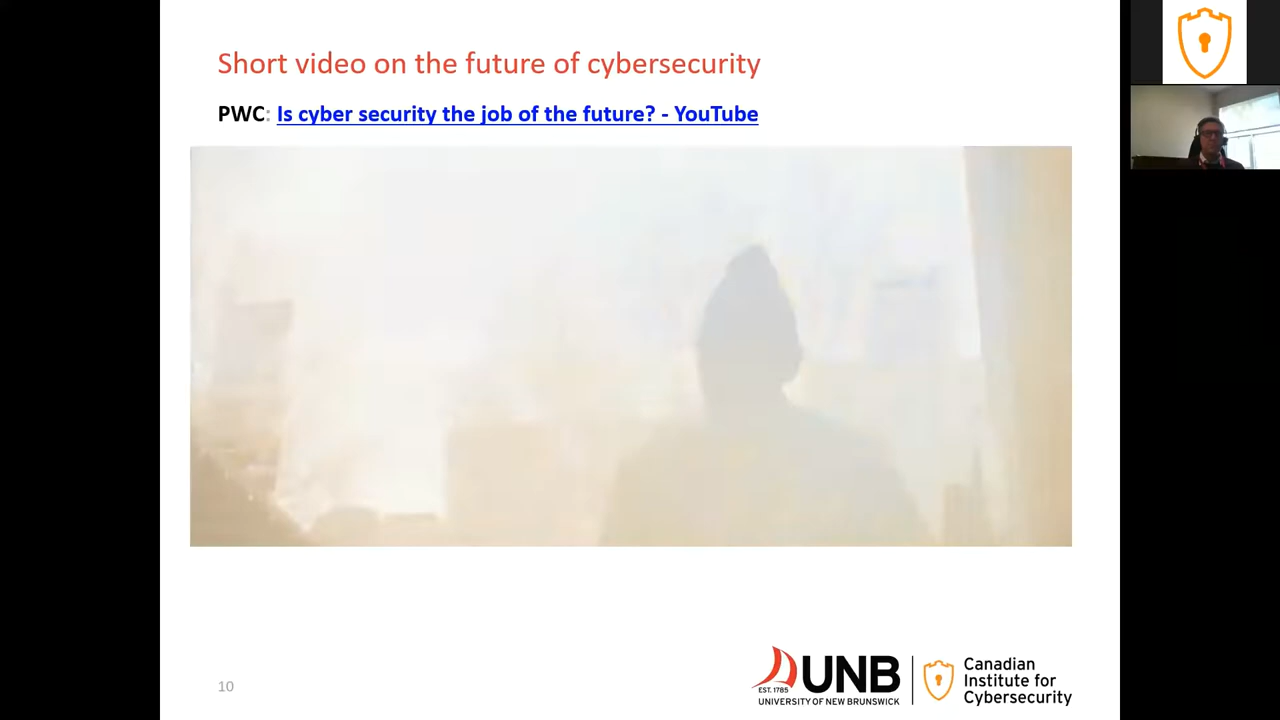 Short video on the future of cybersecurity
PWC: Is cyber security the job of the future? - YouTube
10
EST. 1785
UNB
UNIVERSITY OF NEW BRUNSWICK
Canadian
Institute for
Cybersecurity